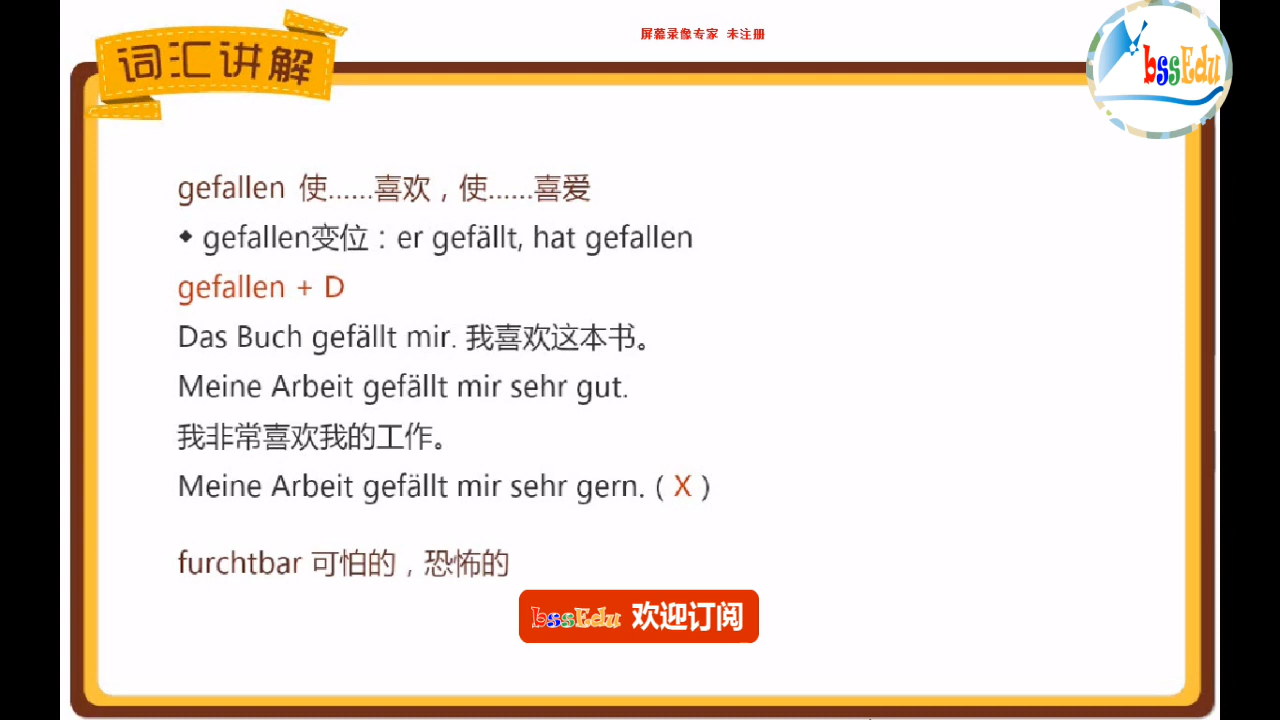 屏幕录像专家 未注册
词汇讲解
bssEdu
gefallen 使……喜欢，使……喜爱
◆ gefallen变位：er gefällt, hat gefallen
gefallen + D
Das Buch gefällt mir. 我喜欢这本书。
Meine Arbeit gefällt mir sehr gut.
我非常喜欢我的工作。
Meine Arbeit gefällt mir sehr gern. ( X )
furchtbar 可怕的，恐怖的
bssEdu 欢迎订阅